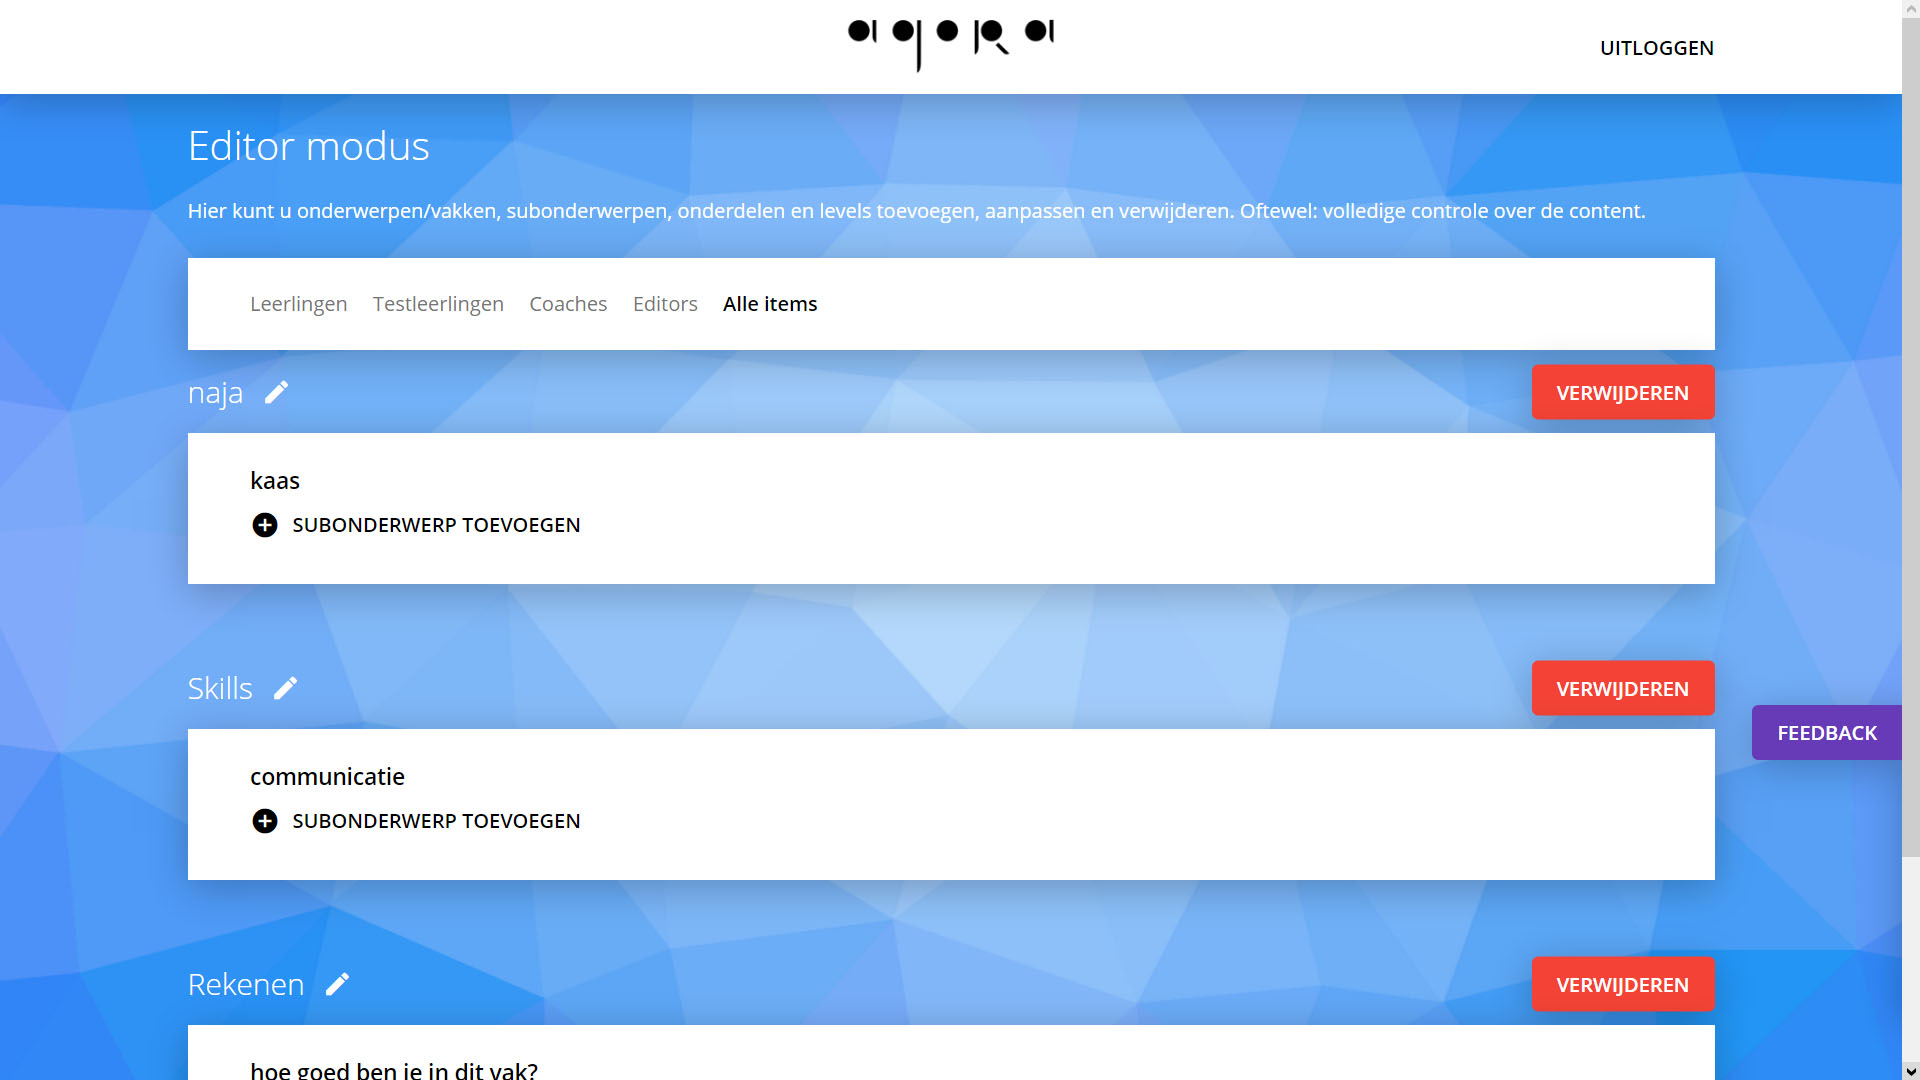 agora
UITLOGGEN
Editor modus
Hier kunt u onderwerpen/vakken, subonderwerpen, onderdelen en levels toevoegen, aanpassen en verwijderen. Oftewel: volledige controle over de content.
Leerlingen Testleerlingen Coaches Editors Alle items
naja VERWIJDEREN
kaas
SUBONDERWERP TOEVOEGEN
Skills VERWIJDEREN
FEEDBACK
communicatie
SUBONDERWERP TOEVOEGEN
Rekenen VERWIJDEREN
hoe goed ben je in dit vak?